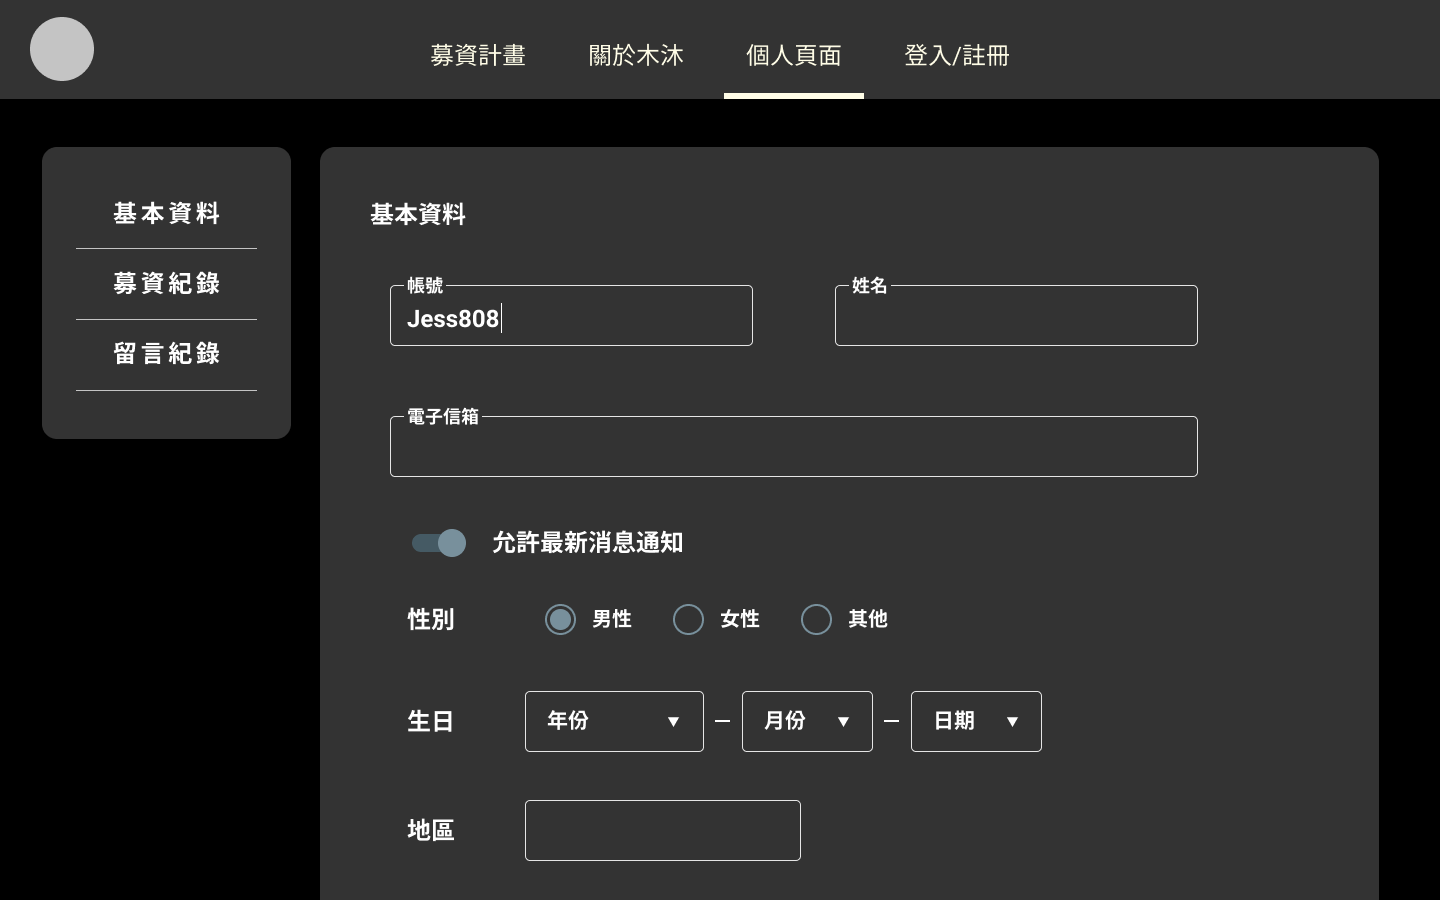 募資計畫 關於木沐 個人頁面 登入/註冊
基本資料
募資紀錄
留言紀錄
基本資料
帳號 姓名
Jess808
電子信箱
允許最新消息通知
性別 男性 女性 其他
生日 年份 ▼ – 月份 ▼ – 日期 ▼
地區